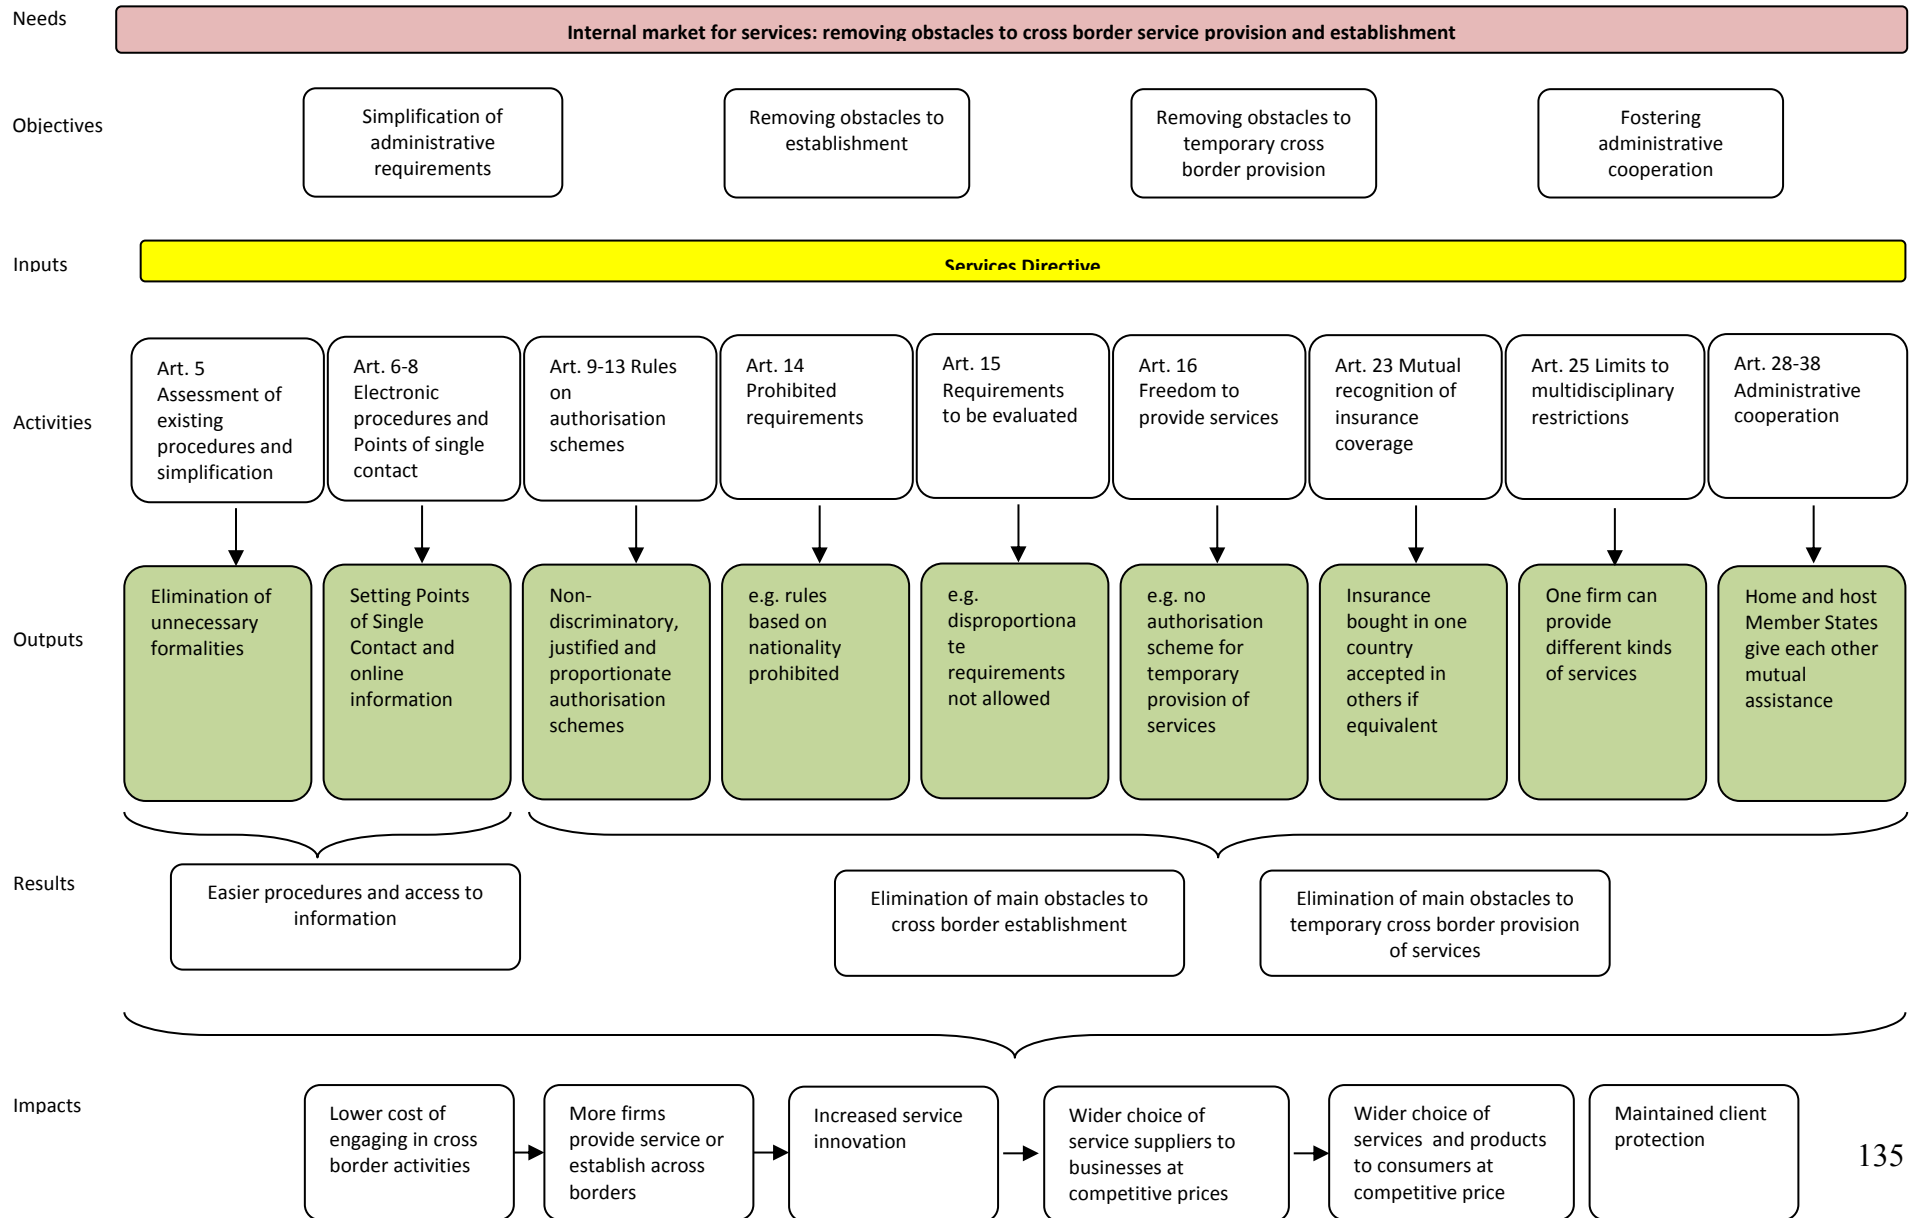 Needs
Internal market for services: removing obstacles to cross border service provision and establishment
Objectives
Simplification of
administrative
requirements
Removing obstacles to
establishment
Removing obstacles to
temporary cross
border provision
Fostering
administrative
cooperation
Inputs
Services Directive
Activities
Art. 5
Assessment of
existing
procedures and
simplification
Art. 6-8
Electronic
procedures and
Points of single
contact
Art. 9-13 Rules
on
authorisation
schemes
Art. 14
Prohibited
requirements
Art. 15
Requirements
to be evaluated
Art. 16
Freedom to
provide services
Art. 23 Mutual
recognition of
insurance
coverage
Art. 25 Limits to
multidisciplinary
restrictions
Art. 28-38
Administrative
cooperation
Outputs
Elimination of
unnecessary
formalities
Setting Points
of Single
Contact and
online
information
Non-
discriminatory,
justified and
proportionate
authorisation
schemes
e.g. rules
based on
nationality
prohibited
e.g.
disproportiona
te
requirements
not allowed
e.g. no
authorisation
scheme for
temporary
provision of
services
Insurance
bought in one
country
accepted in
others if
equivalent
One firm can
provide
different kinds
of services
Home and host
Member States
give each other
mutual
assistance
Results
Easier procedures and access to
information
Elimination of main obstacles to
cross border establishment
Elimination of main obstacles to
temporary cross border provision
of services
Impacts
Lower cost of
engaging in cross
border activities
More firms
provide service or
establish across
borders
Increased service
innovation
Wider choice of
service suppliers to
businesses at
competitive prices
Wider choice of
services and products
to consumers at
competitive price
Maintained client
protection
135